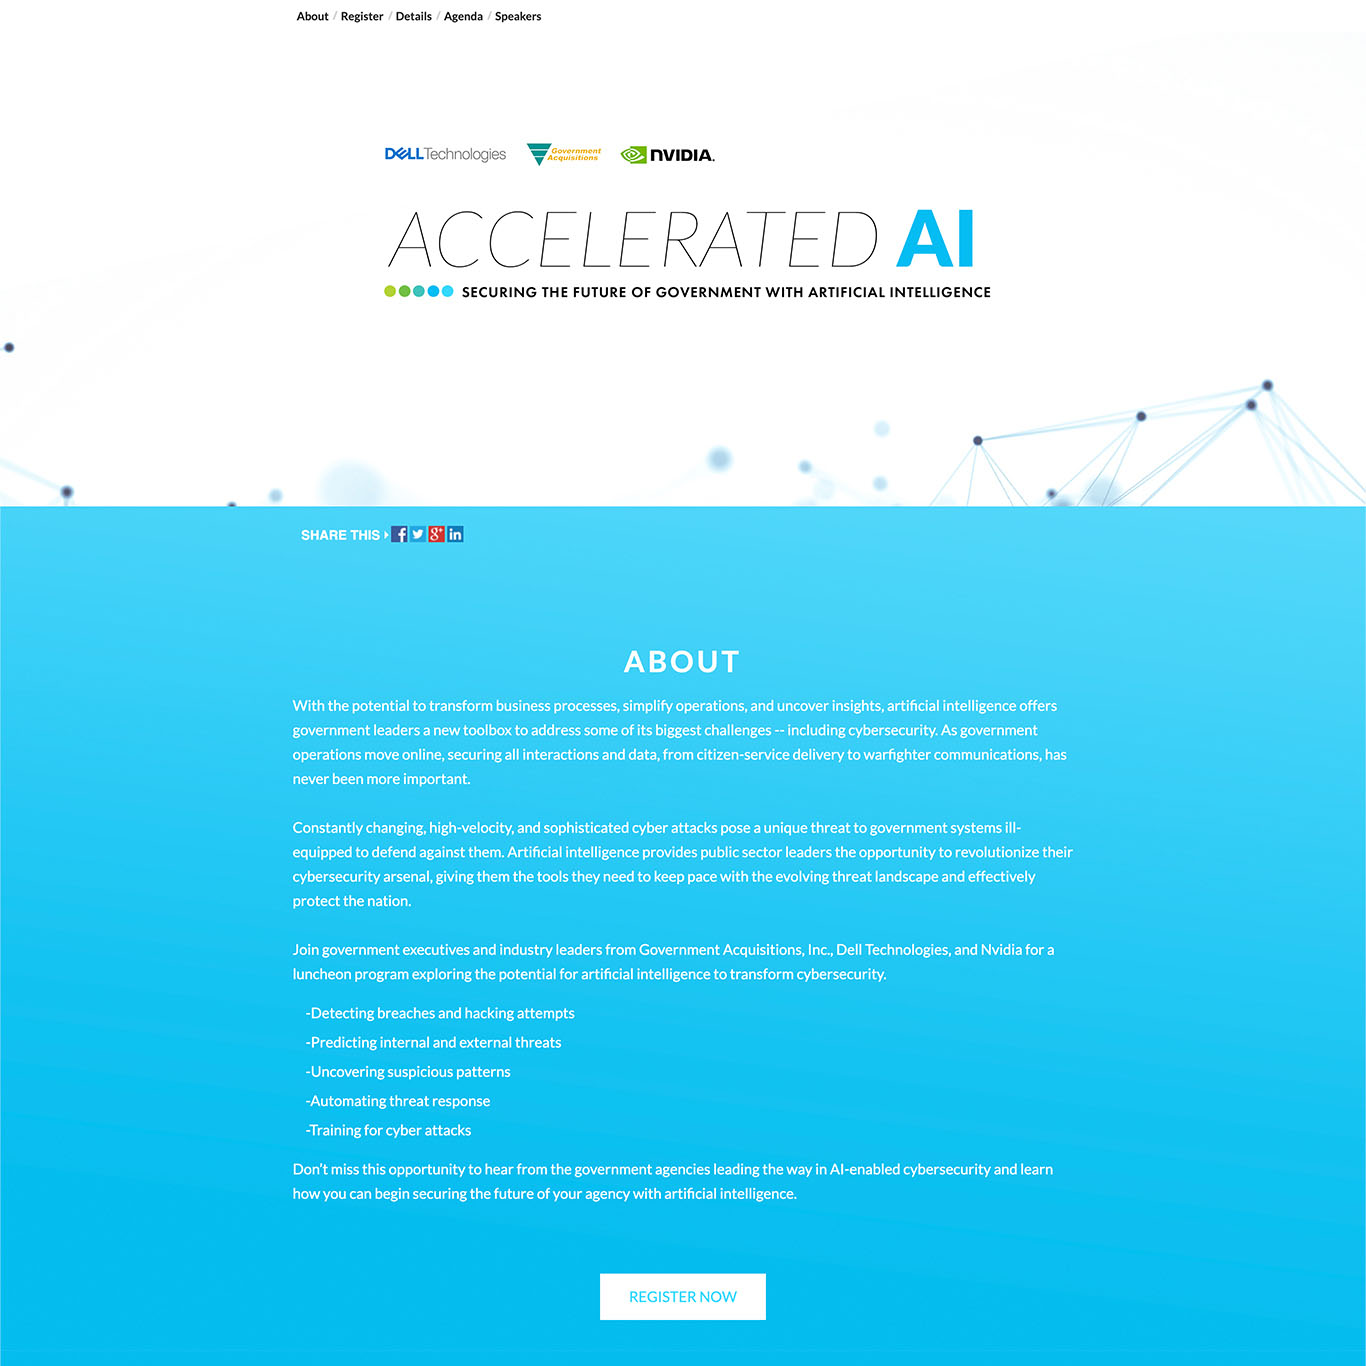 About / Register / Details / Agenda / Speakers
DELLTechnologies Government Acquisitions NVIDIA.
ACCELERATED AI
SECURING THE FUTURE OF GOVERNMENT WITH ARTIFICIAL INTELLIGENCE
SHARE THIS f g+ in
ABOUT
With the potential to transform business processes, simplify operations, and uncover insights, artificial intelligence offers
government leaders a new toolbox to address some of its biggest challenges -- including cybersecurity. As government
operations move online, securing all interactions and data, from citizen-service delivery to warfighter communications, has
never been more important.
Constantly changing, high-velocity, and sophisticated cyber attacks pose a unique threat to government systems ill-
equipped to defend against them. Artificial intelligence provides public sector leaders the opportunity to revolutionize their
cybersecurity arsenal, giving them the tools they need to keep pace with the evolving threat landscape and effectively
protect the nation.
Join government executives and industry leaders from Government Acquisitions, Inc., Dell Technologies, and Nvidia for a
luncheon program exploring the potential for artificial intelligence to transform cybersecurity.
-Detecting breaches and hacking attempts
-Predicting internal and external threats
-Uncovering suspicious patterns
-Automating threat response
-Training for cyber attacks
Don't miss this opportunity to hear from the government agencies leading the way in AI-enabled cybersecurity and learn
how you can begin securing the future of your agency with artificial intelligence.
REGISTER NOW